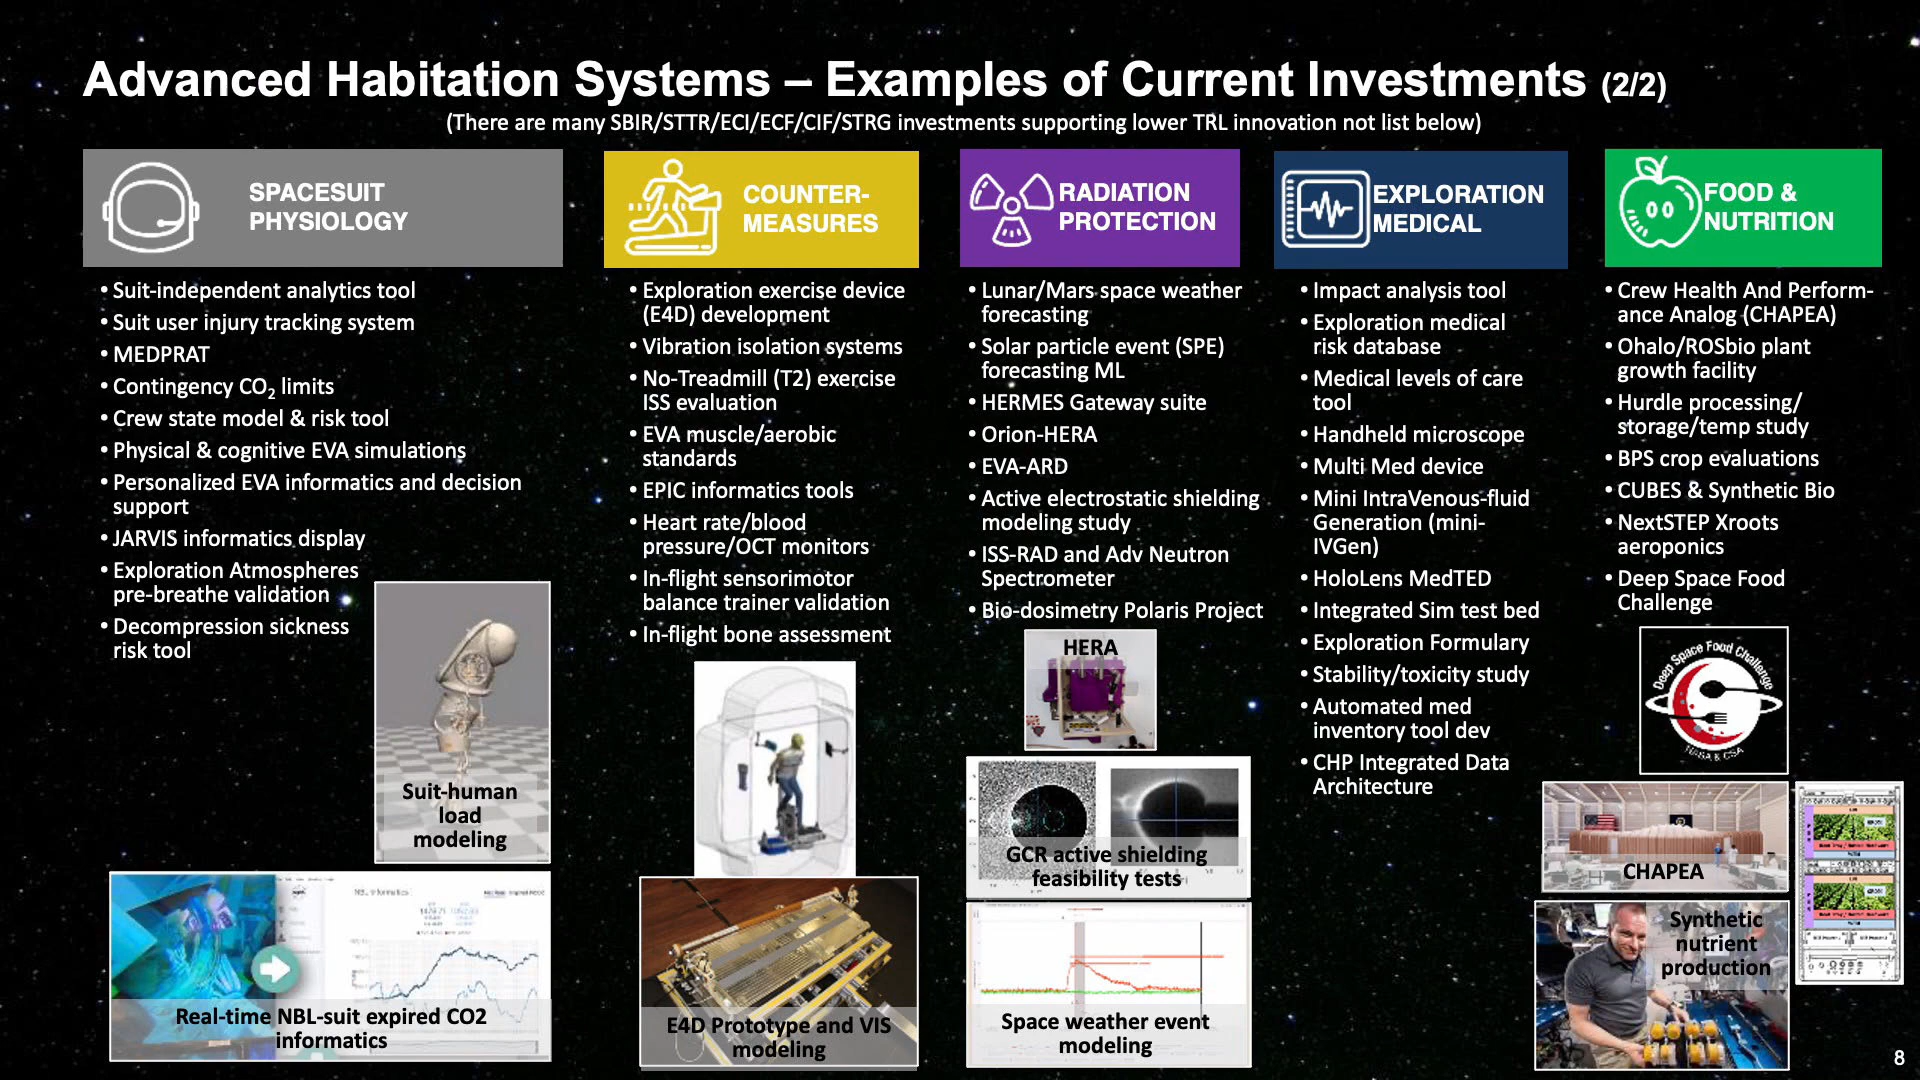 Advanced Habitation Systems – Examples of Current Investments (2/2)
(There are many SBIR/STTR/ECI/ECF/CIF/STRG investments supporting lower TRL innovation not list below)
SPACESUIT
PHYSIOLOGY
• Suit-independent analytics tool
• Suit user injury tracking system
• MEDPRAT
• Contingency CO₂ limits
• Crew state model & risk tool
• Physical & cognitive EVA simulations
• Personalized EVA informatics and decision
support
• JARVIS informatics display
• Exploration Atmospheres
pre-breathe validation
• Decompression sickness
risk tool
Suit-human
load
modeling
Real-time NBL-suit expired CO2
informatics
COUNTER-
MEASURES
• Exploration exercise device
(E4D) development
• Vibration isolation systems
• No-Treadmill (T2) exercise
ISS evaluation
• EVA muscle/aerobic
standards
• EPIC informatics tools
• Heart rate/blood
pressure/OCT monitors
• In-flight sensorimotor
balance trainer validation
• In-flight bone assessment
E4D Prototype and VIS
modeling
RADIATION
PROTECTION
• Lunar/Mars space weather
forecasting
• Solar particle event (SPE)
forecasting ML
• HERMES Gateway suite
• Orion-HERA
• EVA-ARD
• Active electrostatic shielding
modeling study
• ISS-RAD and Adv Neutron
Spectrometer
• Bio-dosimetry Polaris Project
HERA
GCR active shielding
feasibility tests
Space weather event
modeling
EXPLORATION
MEDICAL
• Impact analysis tool
• Exploration medical
risk database
• Medical levels of care
tool
• Handheld microscope
• Multi Med device
• Mini IntraVenous-fluid
Generation (mini-
IVGen)
• HoloLens MedTED
• Integrated Sim test bed
• Exploration Formulary
• Stability/toxicity study
• Automated med
inventory tool dev
• CHP Integrated Data
Architecture
FOOD &
NUTRITION
• Crew Health And Perform-
ance Analog (CHAPEA)
• Ohalo/ROSbio plant
growth facility
• Hurdle processing/
storage/temp study
• BPS crop evaluations
• CUBES & Synthetic Bio
• NextSTEP Xroots
aeroponics
• Deep Space Food
Challenge
Deep Space Food Challenge
NASA & CSA
CHAPEA
Synthetic
nutrient
production
8